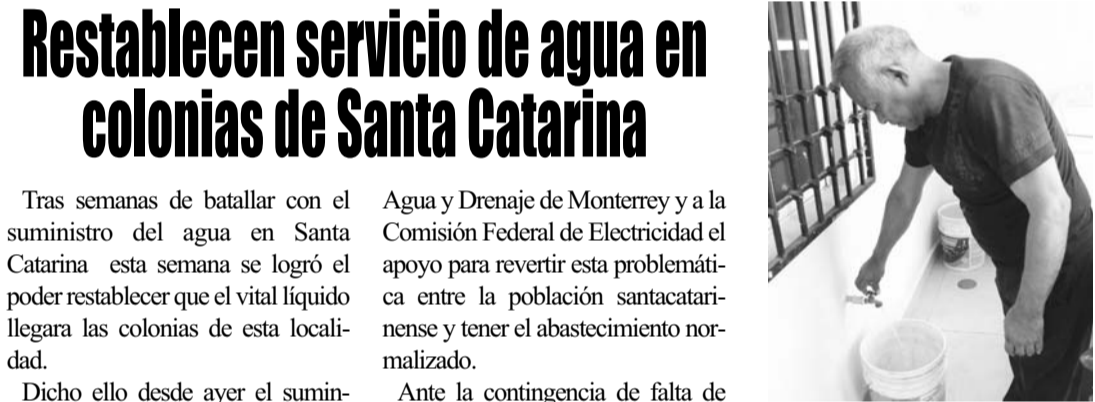 Restablecen servicio de agua en
colonias de Santa Catarina
Tras semanas de batallar con el
suministro del agua en Santa
Catarina esta semana se logró el
poder restablecer que el vital líquido
llegara las colonias de esta locali-
dad.
Dicho ello desde ayer el sumin-
Agua y Drenaje de Monterrey y a la
Comisión Federal de Electricidad el
apoyo para revertir esta problemáti-
ca entre la población santacatari-
nense y tener el abastecimiento nor-
malizado.
Ante la contingencia de falta de